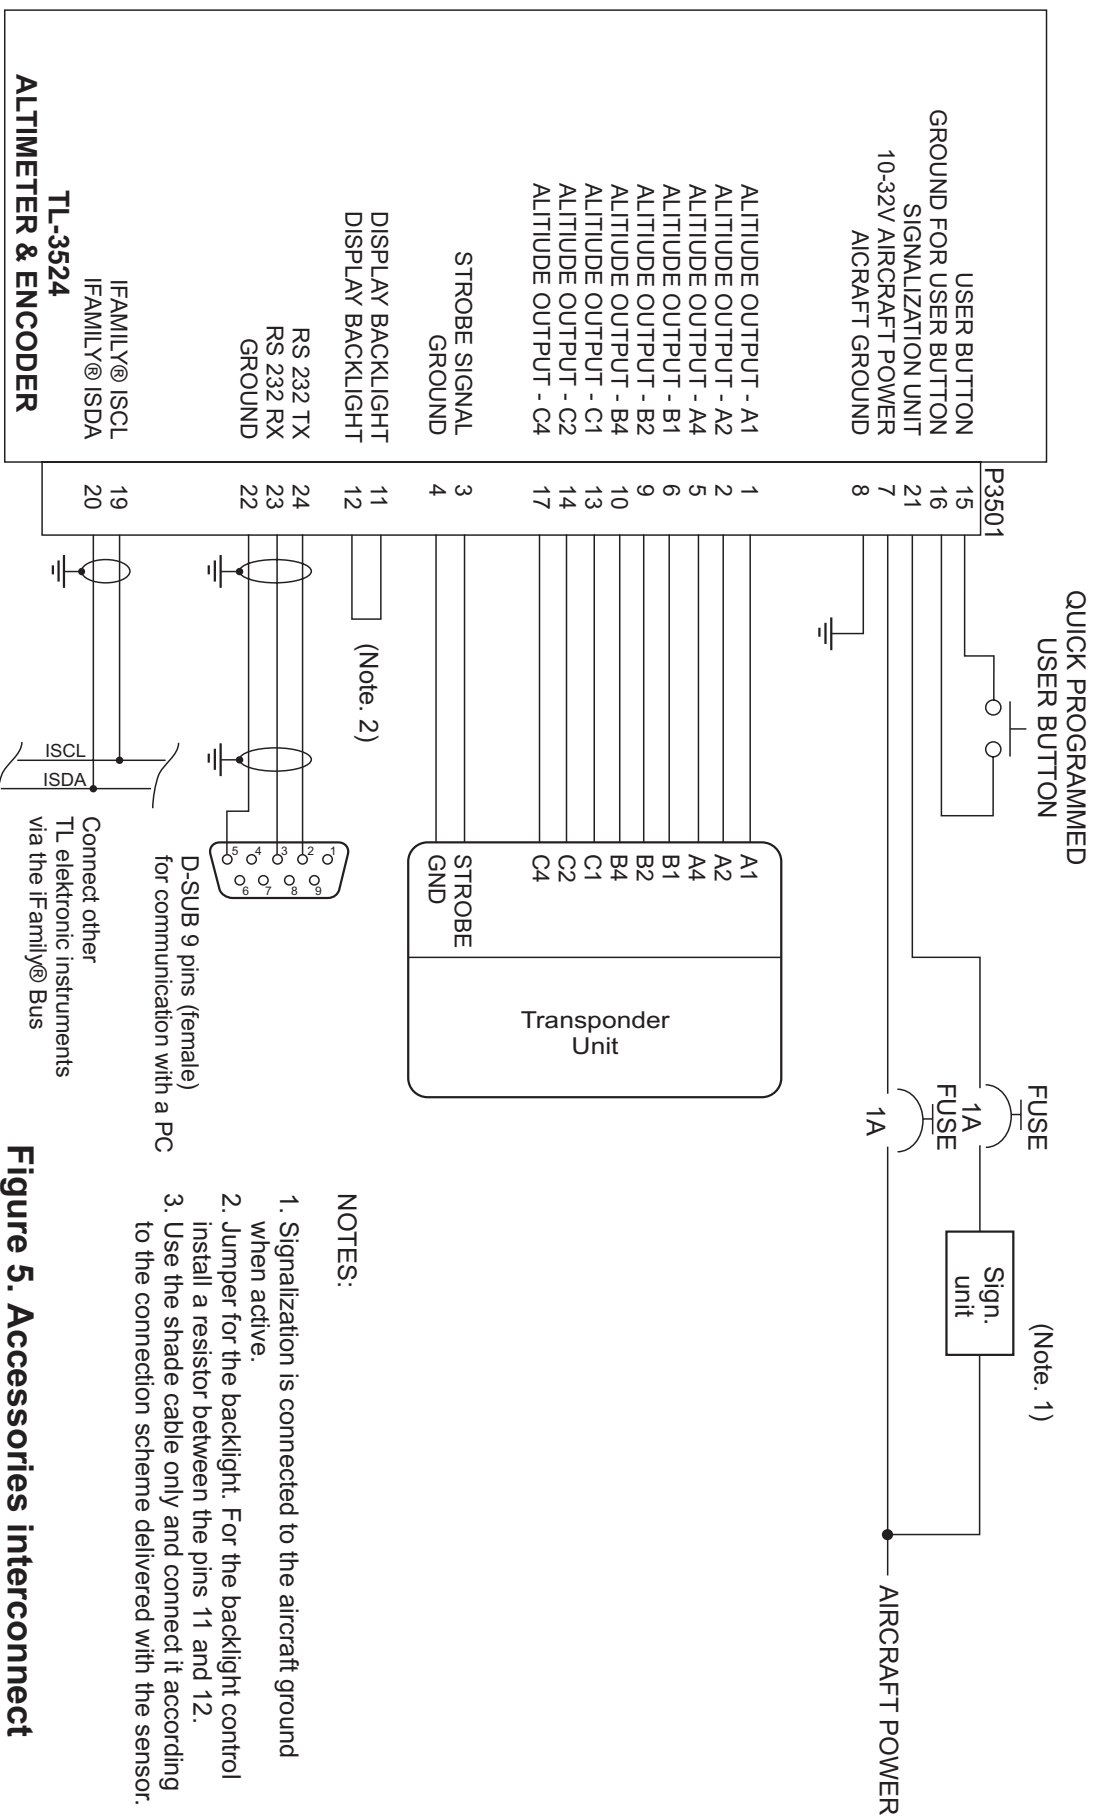 QUICK PROGRAMMED
USER BUTTON
P3501
USER BUTTON 15
GROUND FOR USER BUTTON 16
SIGNALIZATION UNIT 21
10-32V AIRCRAFT POWER 7
AICRAFT GROUND 8
ALITIUDE OUTPUT - A1 1
ALITIUDE OUTPUT - A2 2
ALITIUDE OUTPUT - A4 5
ALITIUDE OUTPUT - B1 6
ALITIUDE OUTPUT - B2 9
ALITIUDE OUTPUT - B4 10
ALITIUDE OUTPUT - C1 13
ALITIUDE OUTPUT - C2 14
ALITIUDE OUTPUT - C4 17
STROBE SIGNAL 3
GROUND 4
DISPLAY BACKLIGHT 11
DISPLAY BACKLIGHT 12
RS 232 TX 24
RS 232 RX 23
GROUND 22
IFAMILY® ISCL 19
IFAMILY® ISDA 20
TL-3524
ALTIMETER & ENCODER
FUSE
1A
FUSE
1A
Sign.
unit
(Note. 1)
AIRCRAFT POWER
A1
A2
A4
B1
B2
B4
C1
C2
C4
STROBE
GND
Transponder
Unit
(Note. 2)
1
2
3
4
5
9
8
7
6
D-SUB 9 pins (female)
for communication with a PC
ISCL
ISDA
Connect other
TL elektronic instruments
via the iFamily® Bus
NOTES:
1. Signalization is connected to the aircraft ground
when active.
2. Jumper for the backlight. For the backlight control
install a resistor between the pins 11 and 12.
3. Use the shade cable only and connect it according
to the connection scheme delivered with the sensor.
Figure 5. Accessories interconnect